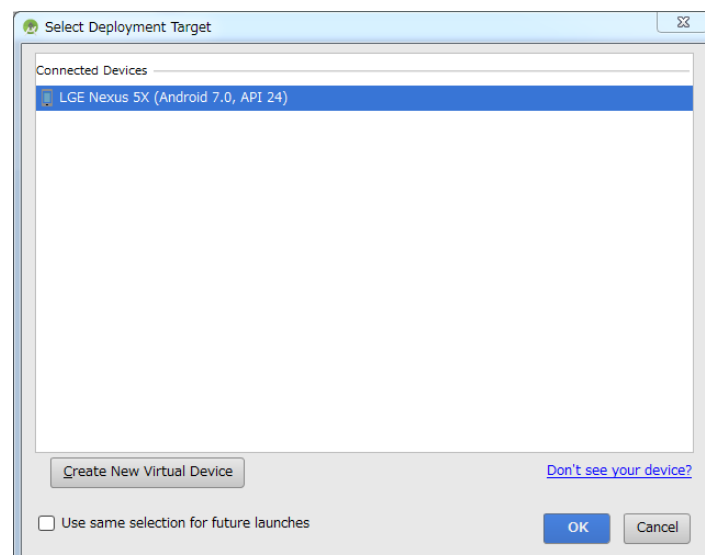 Select Deployment Target
Connected Devices
LGE Nexus 5X (Android 7.0, API 24)
Create New Virtual Device
Don't see your device?
Use same selection for future launches
OK
Cancel